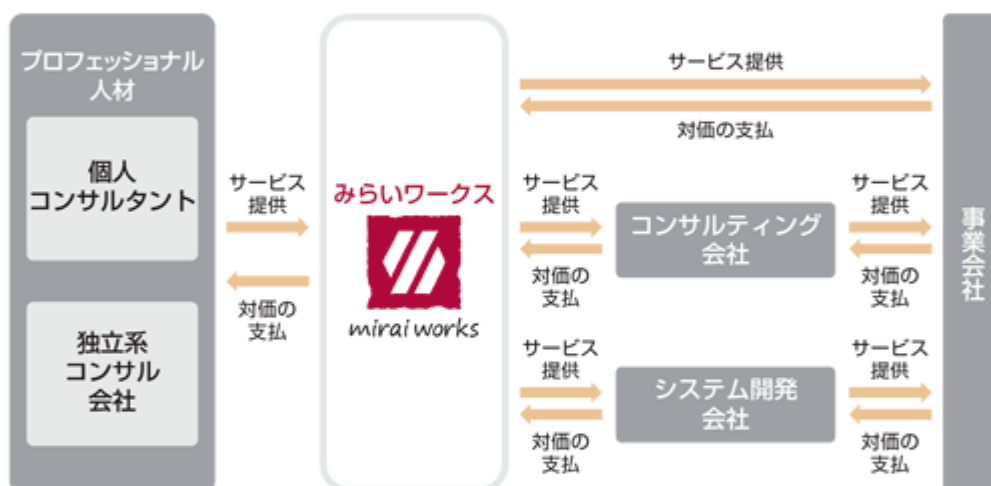 プロフェッショナル
人材
個人
コンサルタント
独立系
コンサル
会社
サービス
提供
対価の
支払
みらいワークス
mirai works
サービス提供
対価の支払
サービス
提供
対価の
支払
コンサルティング
会社
サービス
提供
対価の
支払
サービス
提供
対価の
支払
システム開発
会社
サービス
提供
対価の
支払
事業会社